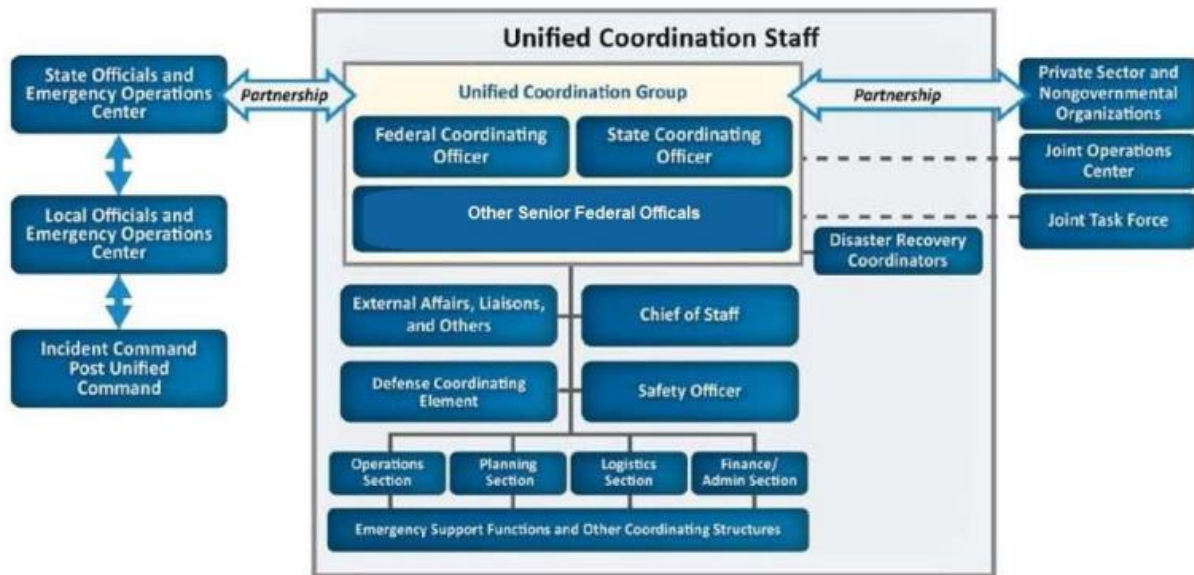 Unified Coordination Staff
State Officials and
Emergency Operations
Center
Partnership
Unified Coordination Group
Partnership
Private Sector and
Nongovernmental
Organizations
Federal Coordinating
Officer
State Coordinating
Officer
Joint Operations
Center
Other Senior Federal Officals
Joint Task Force
Local Officials and
Emergency Operations
Center
Disaster Recovery
Coordinators
External Affairs, Liaisons,
and Others
Chief of Staff
Incident Command
Post Unified
Command
Defense Coordinating
Element
Safety Officer
Operations
Section
Planning
Section
Logistics
Section
Finance/
Admin Section
Emergency Support Functions and Other Coordinating Structures